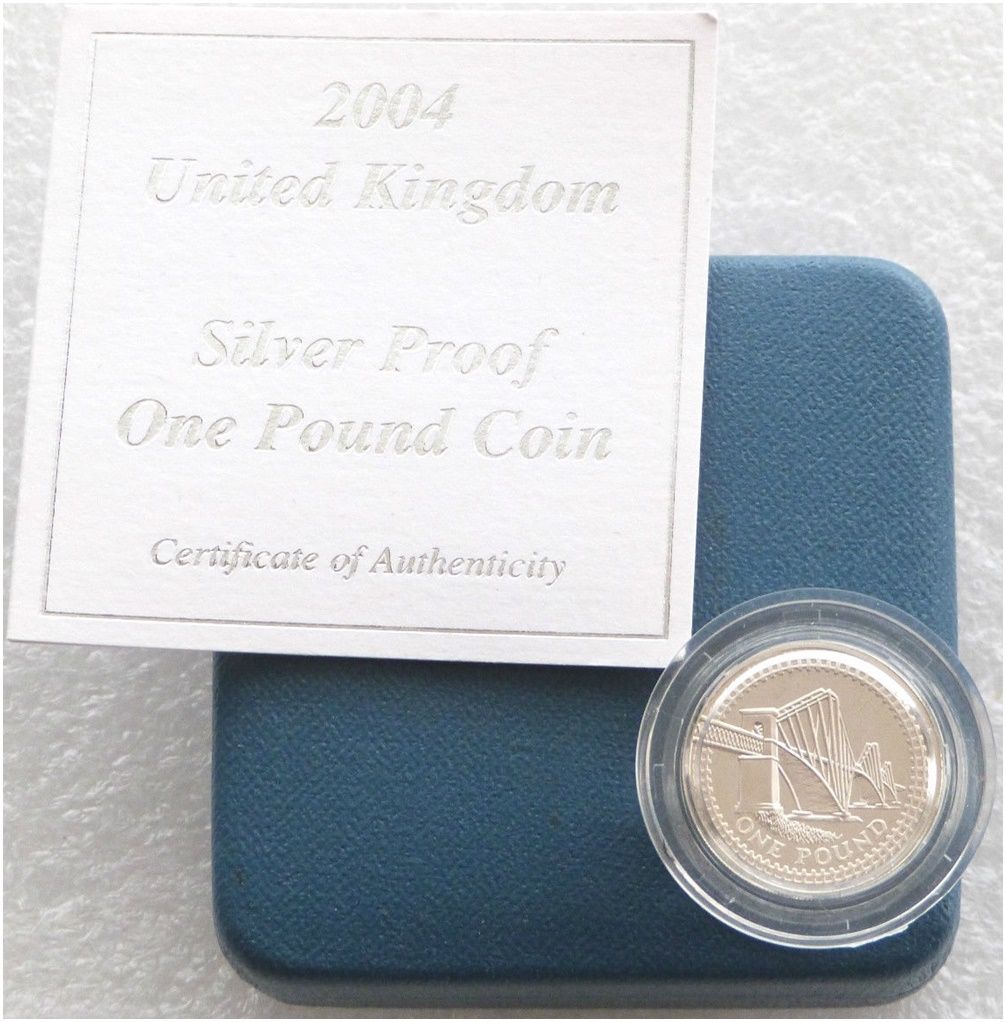 2004
United Kingdom
Silver Proof
One Pound Coin
Certificate of Authenticity
ONE POUND